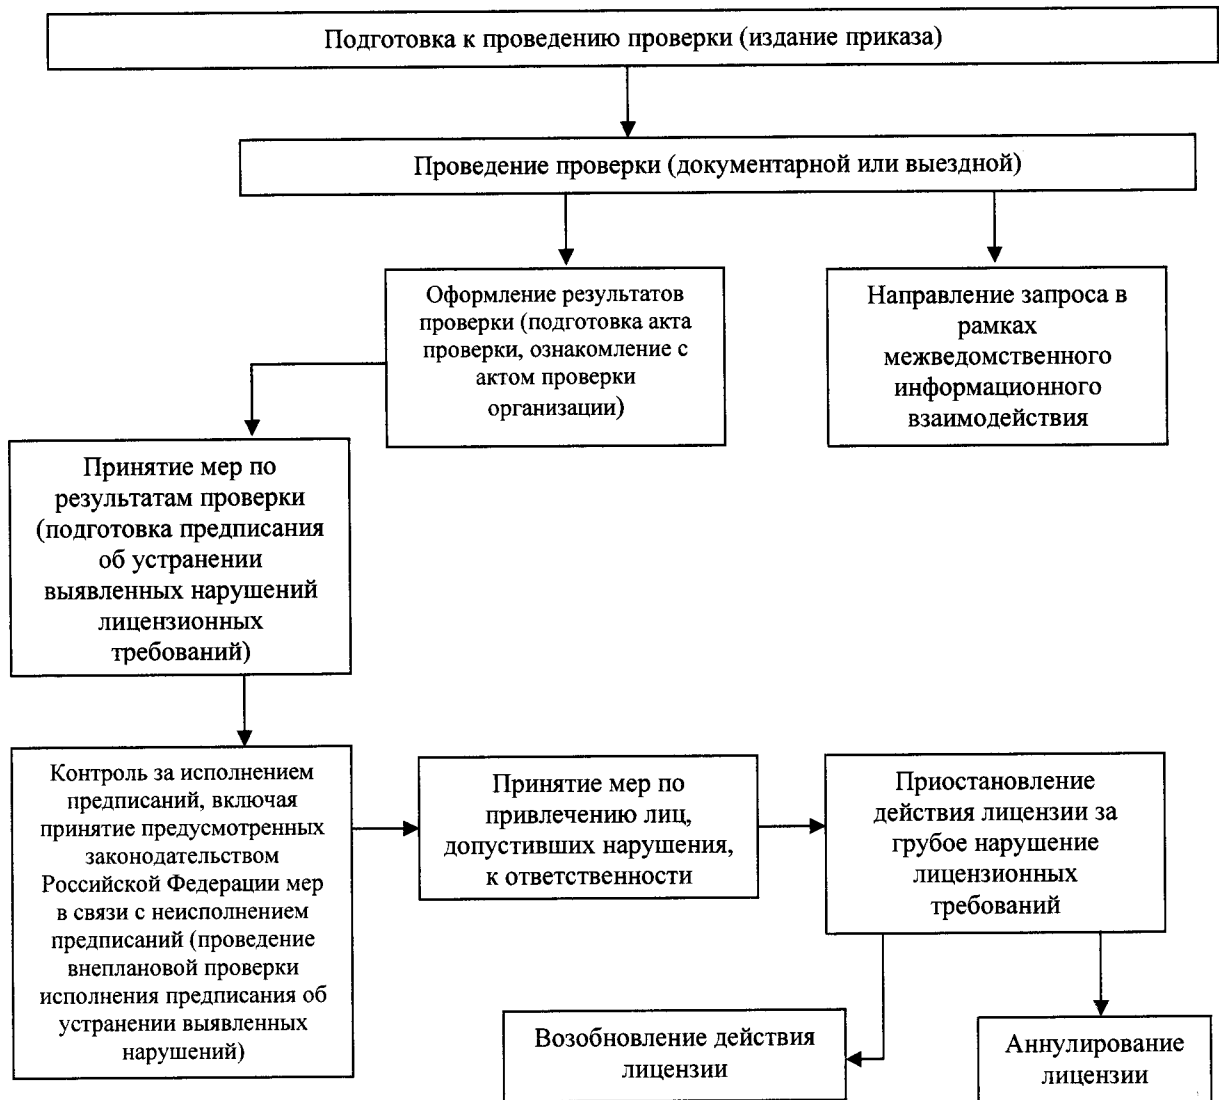 Подготовка к проведению проверки (издание приказа)
Проведение проверки (документарной или выездной)
Оформление результатов
проверки (подготовка акта
проверки, ознакомление с
актом проверки
организации)
Направление запроса в
рамках
межведомственного
информационного
взаимодействия
Принятие мер по
результатам проверки
(подготовка предписания
об устранении
выявленных нарушений
лицензионных
требований)
Контроль за исполнением
предписаний, включая
принятие предусмотренных
законодательством
Российской Федерации мер
в связи с неисполнением
предписаний (проведение
внеплановой проверки
исполнения предписания об
устранении выявленных
нарушений)
Принятие мер по
привлечению лиц,
допустивших нарушения,
к ответственности
Приостановление
действия лицензии за
грубое нарушение
лицензионных
требований
Возобновление действия
лицензии
Аннулирование
лицензии